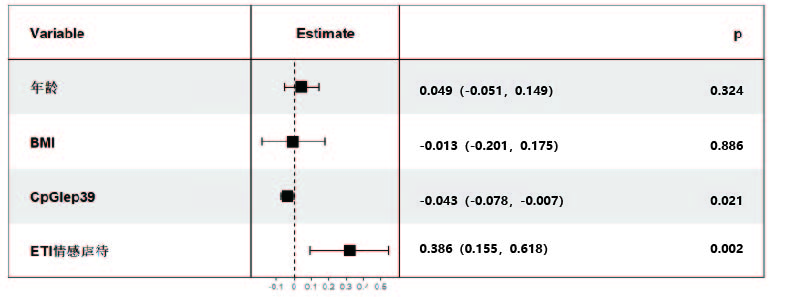 Variable Estimate p
年龄 0.049（-0.051，0.149） 0.324
BMI -0.013（-0.201，0.175） 0.886
CpGlep39 -0.043（-0.078，-0.007） 0.021
ETI情感虐待 0.386（0.155，0.618） 0.002
-0.1 0 0.1 0.2 0.3 0.4 0.5